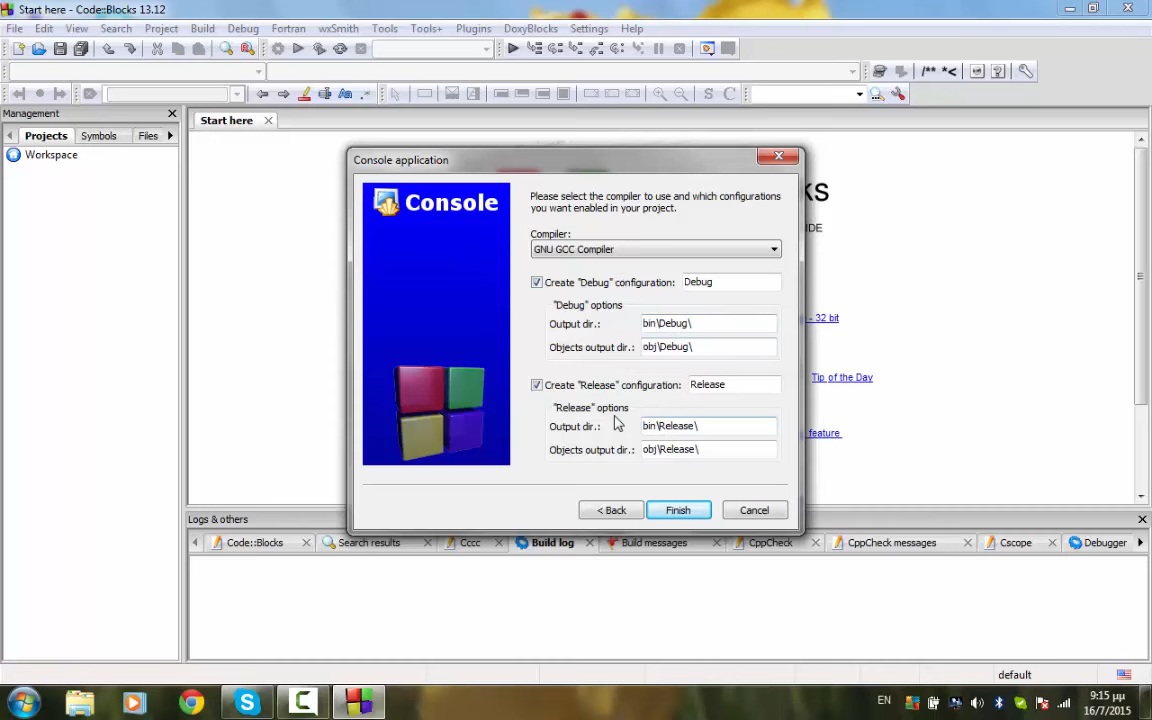 Start here - Code::Blocks 13.12
File Edit View Search Project Build Debug Fortran wxSmith Tools Tools+ Plugins DoxyBlocks Settings Help
/** *<
S C
Management
Projects Symbols Files
Workspace
Start here
Console application
Console
Please select the compiler to use and which configurations
you want enabled in your project.
Compiler:
GNU GCC Compiler
Create "Debug" configuration: Debug
"Debug" options
Output dir.: bin\Debug\
Objects output dir.: obj\Debug\
Create "Release" configuration: Release
"Release" options
Output dir.: bin\Release\
Objects output dir.: obj\Release\
< Back Finish Cancel
- 32 bit
Tip of the Day
feature
Logs & others
Code::Blocks Search results Cccc Build log Build messages CppCheck CppCheck messages Cscope Debugger
default
EN
9:15 μμ
16/7/2015